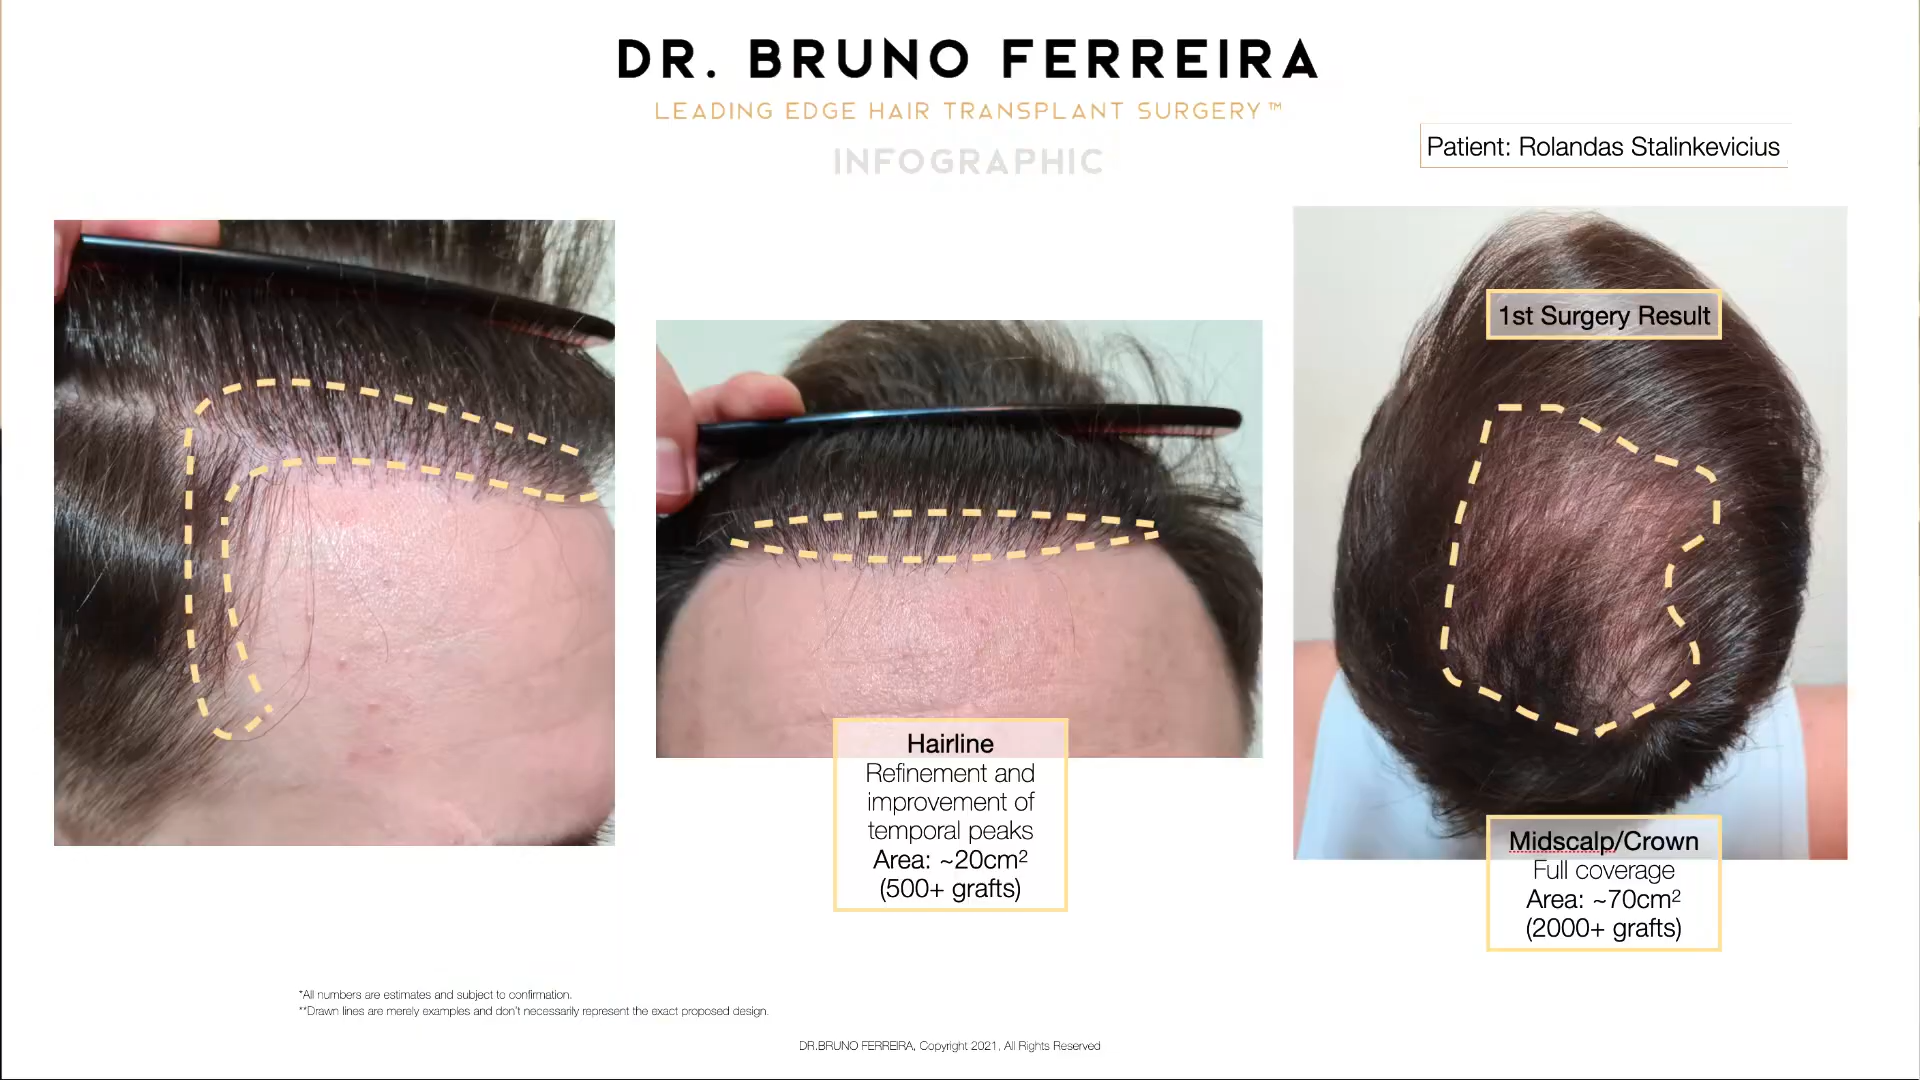 DR. BRUNO FERREIRA
LEADING EDGE HAIR TRANSPLANT SURGERY™
INFOGRAPHIC
Patient: Rolandas Stalinkevicius
1st Surgery Result
Hairline
Refinement and
improvement of
temporal peaks
Area: ~20cm²
(500+ grafts)
Midscalp/Crown
Full coverage
Area: ~70cm²
(2000+ grafts)
*All numbers are estimates and subject to confirmation.
**Drawn lines are merely examples and don't necessarily represent the exact proposed design.
DR.BRUNO FERREIRA, Copyright 2021, All Rights Reserved